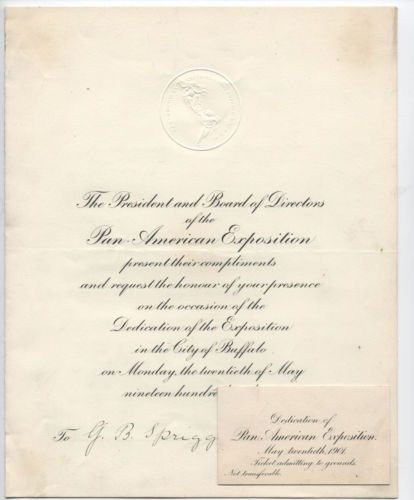 The President and Board of Directors
of the
Pan-American Exposition
present their compliments
and request the honour of your presence
on the occasion of the
Dedication of the Exposition
in the City of Buffalo
on Monday, the twentieth of May
nineteen hundre
To G. B. Sprigg
Dedication of
Pan-American Exposition.
May twentieth, 1901.
Ticket admitting to grounds.
Not transferable.